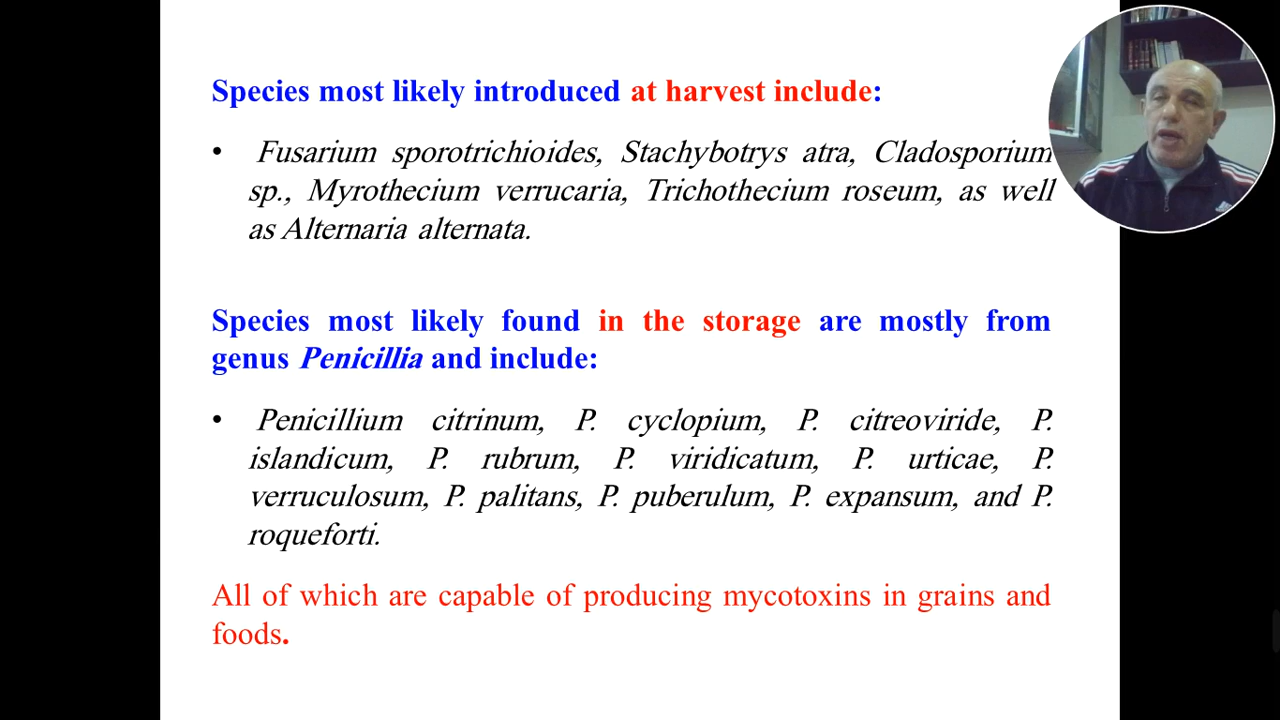 Species most likely introduced at harvest include:
• Fusarium sporotrichioides, Stachybotrys atra, Cladosporium
sp., Myrothecium verrucaria, Trichothecium roseum, as well
as Alternaria alternata.
Species most likely found in the storage are mostly from
genus Penicillia and include:
• Penicillium citrinum, P. cyclopium, P. citreoviride, P.
islandicum, P. rubrum, P. viridicatum, P. urticae, P.
verruculosum, P. palitans, P. puberulum, P. expansum, and P.
roqueforti.
All of which are capable of producing mycotoxins in grains and
foods.